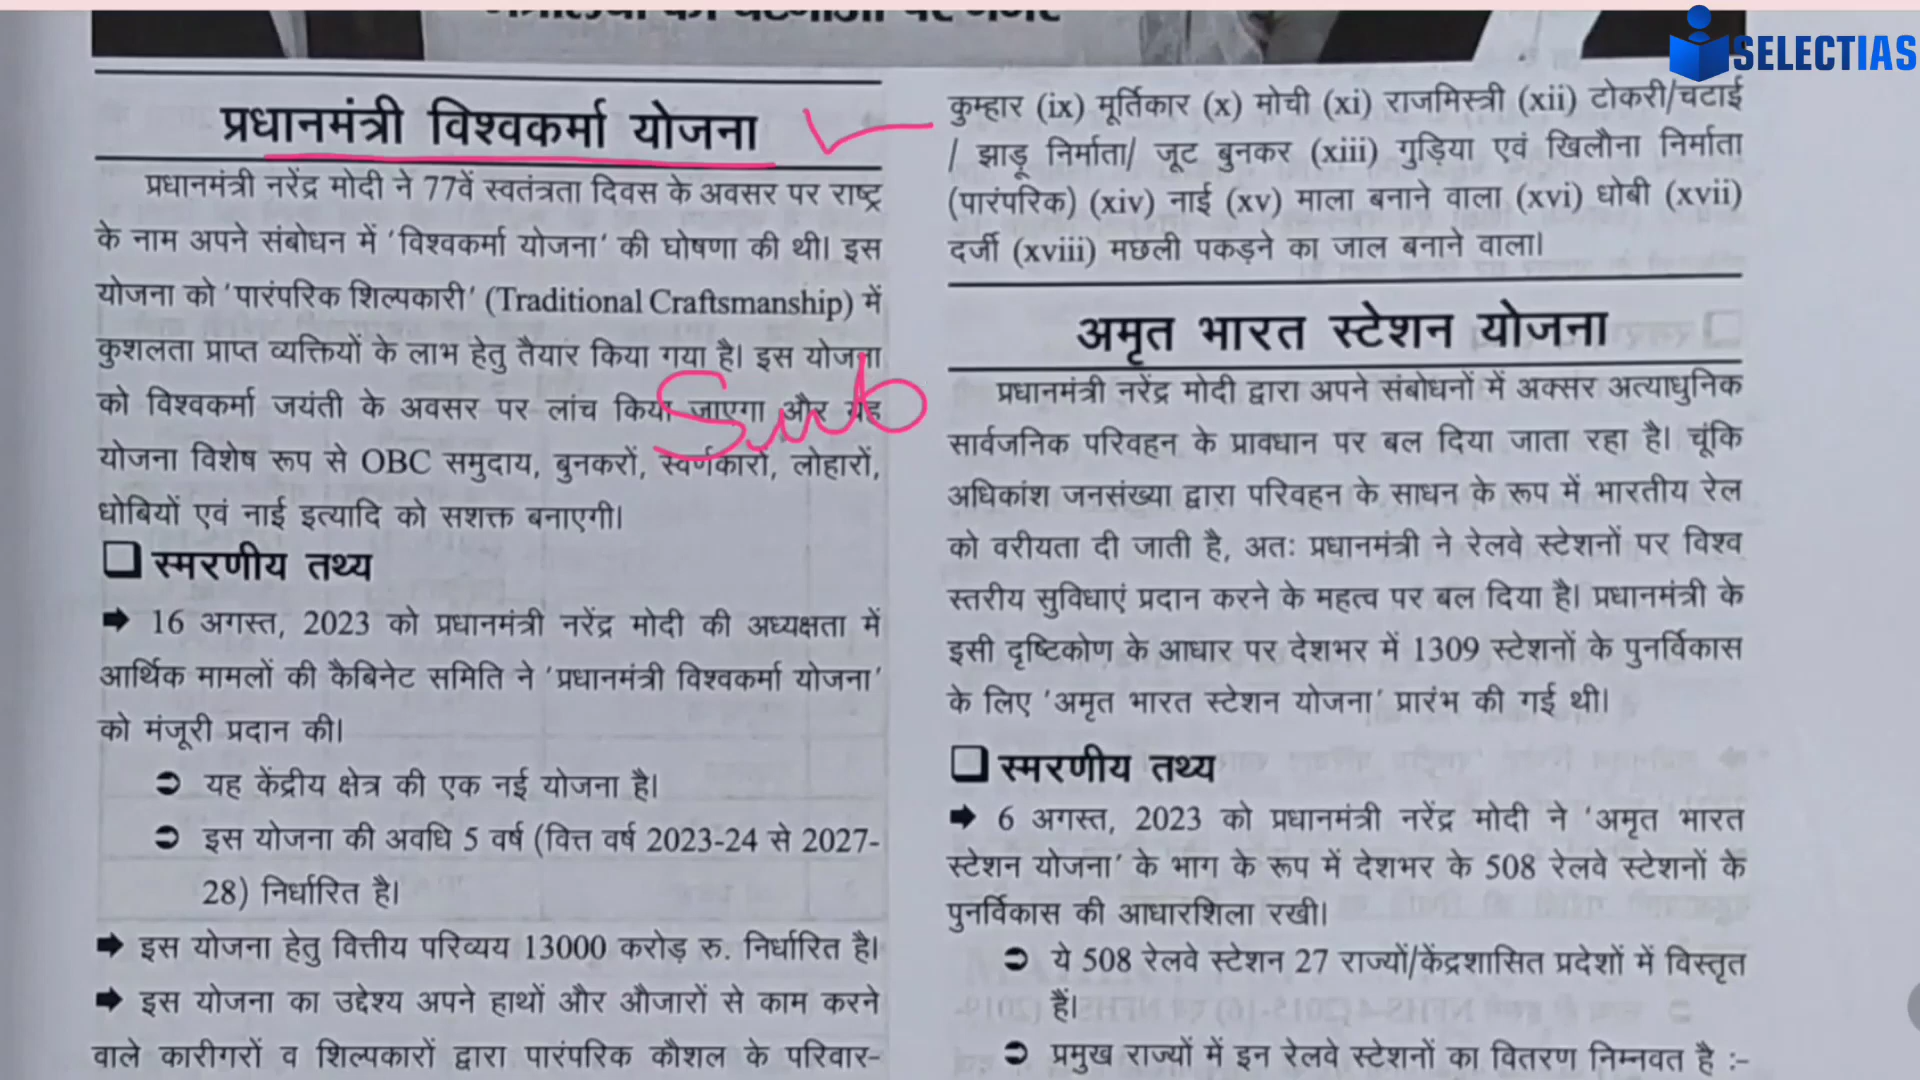 SELECTIAS
प्रधानमंत्री विश्वकर्मा योजना
प्रधानमंत्री नरेंद्र मोदी ने 77वें स्वतंत्रता दिवस के अवसर पर राष्ट्र
के नाम अपने संबोधन में 'विश्वकर्मा योजना' की घोषणा की थी। इस
योजना को 'पारंपरिक शिल्पकारी' (Traditional Craftsmanship) में
कुशलता प्राप्त व्यक्तियों के लाभ हेतु तैयार किया गया है। इस योजना
को विश्वकर्मा जयंती के अवसर पर लांच किया जाएगा और यह
योजना विशेष रूप से OBC समुदाय, बुनकरों, स्वर्णकारों, लोहारों,
धोबियों एवं नाई इत्यादि को सशक्त बनाएगी।
स्मरणीय तथ्य
16 अगस्त, 2023 को प्रधानमंत्री नरेंद्र मोदी की अध्यक्षता में
आर्थिक मामलों की कैबिनेट समिति ने 'प्रधानमंत्री विश्वकर्मा योजना'
को मंजूरी प्रदान की।
यह केंद्रीय क्षेत्र की एक नई योजना है।
इस योजना की अवधि 5 वर्ष (वित्त वर्ष 2023-24 से 2027-
28) निर्धारित है।
इस योजना हेतु वित्तीय परिव्यय 13000 करोड़ रु. निर्धारित है।
इस योजना का उद्देश्य अपने हाथों और औजारों से काम करने
वाले कारीगरों व शिल्पकारों द्वारा पारंपरिक कौशल के परिवार-
कुम्हार (ix) मूर्तिकार (x) मोची (xi) राजमिस्त्री (xii) टोकरी/चटाई
/ झाड़ू निर्माता/ जूट बुनकर (xiii) गुड़िया एवं खिलौना निर्माता
(पारंपरिक) (xiv) नाई (xv) माला बनाने वाला (xvi) धोबी (xvii)
दर्जी (xviii) मछली पकड़ने का जाल बनाने वाला।
अमृत भारत स्टेशन योजना
प्रधानमंत्री नरेंद्र मोदी द्वारा अपने संबोधनों में अक्सर अत्याधुनिक
सार्वजनिक परिवहन के प्रावधान पर बल दिया जाता रहा है। चूंकि
अधिकांश जनसंख्या द्वारा परिवहन के साधन के रूप में भारतीय रेल
को वरीयता दी जाती है, अतः प्रधानमंत्री ने रेलवे स्टेशनों पर विश्व
स्तरीय सुविधाएं प्रदान करने के महत्व पर बल दिया है। प्रधानमंत्री के
इसी दृष्टिकोण के आधार पर देशभर में 1309 स्टेशनों के पुनर्विकास
के लिए 'अमृत भारत स्टेशन योजना' प्रारंभ की गई थी।
स्मरणीय तथ्य
6 अगस्त, 2023 को प्रधानमंत्री नरेंद्र मोदी ने 'अमृत भारत
स्टेशन योजना' के भाग के रूप में देशभर के 508 रेलवे स्टेशनों के
पुनर्विकास की आधारशिला रखी।
ये 508 रेलवे स्टेशन 27 राज्यों/केंद्रशासित प्रदेशों में विस्तृत
हैं।
प्रमुख राज्यों में इन रेलवे स्टेशनों का वितरण निम्नवत है :-